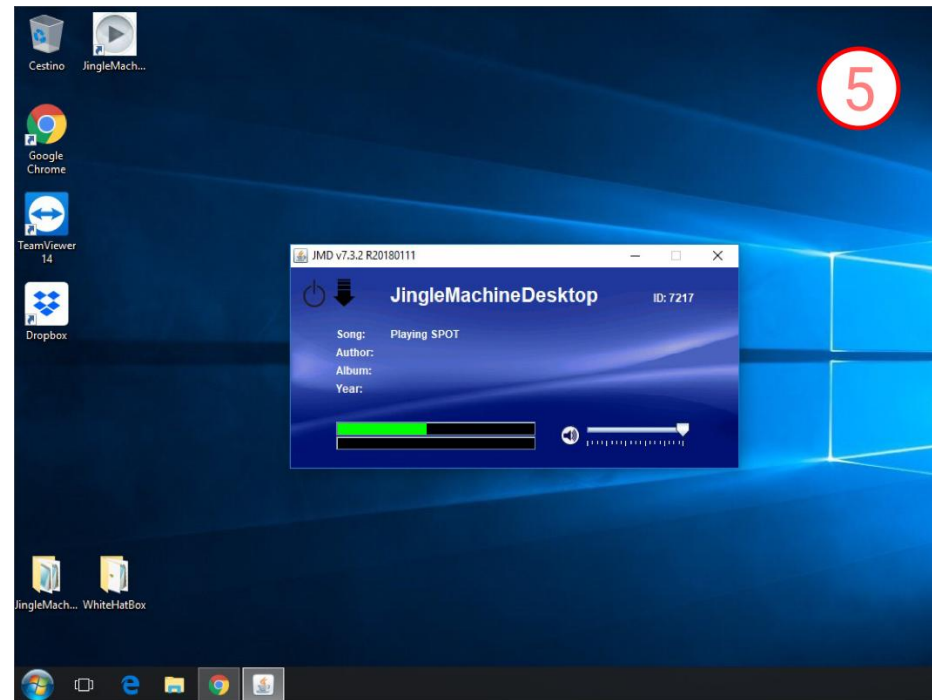 5
Cestino
JingleMach...
Google
Chrome
TeamViewer
14
Dropbox
JMD v7.3.2 R20180111
JingleMachineDesktop
ID: 7217
Song: Playing SPOT
Author:
Album:
Year:
JingleMach...
WhiteHatBox